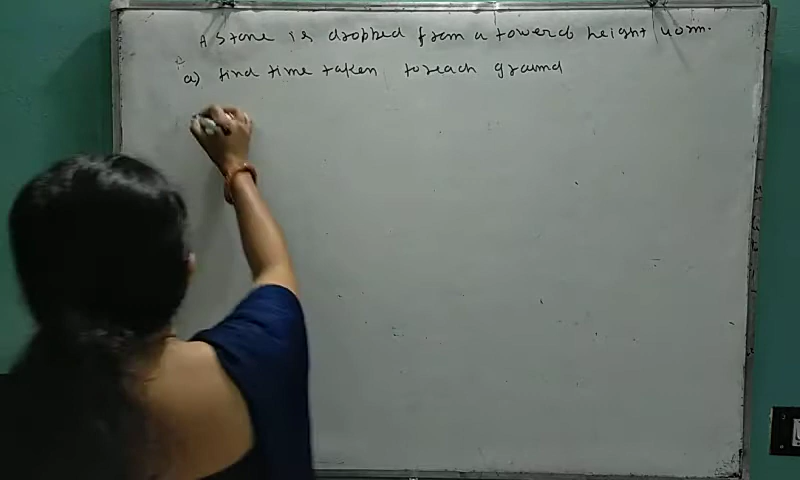 A stone is dropped from a tower of height 40m.
a) find time taken to reach ground